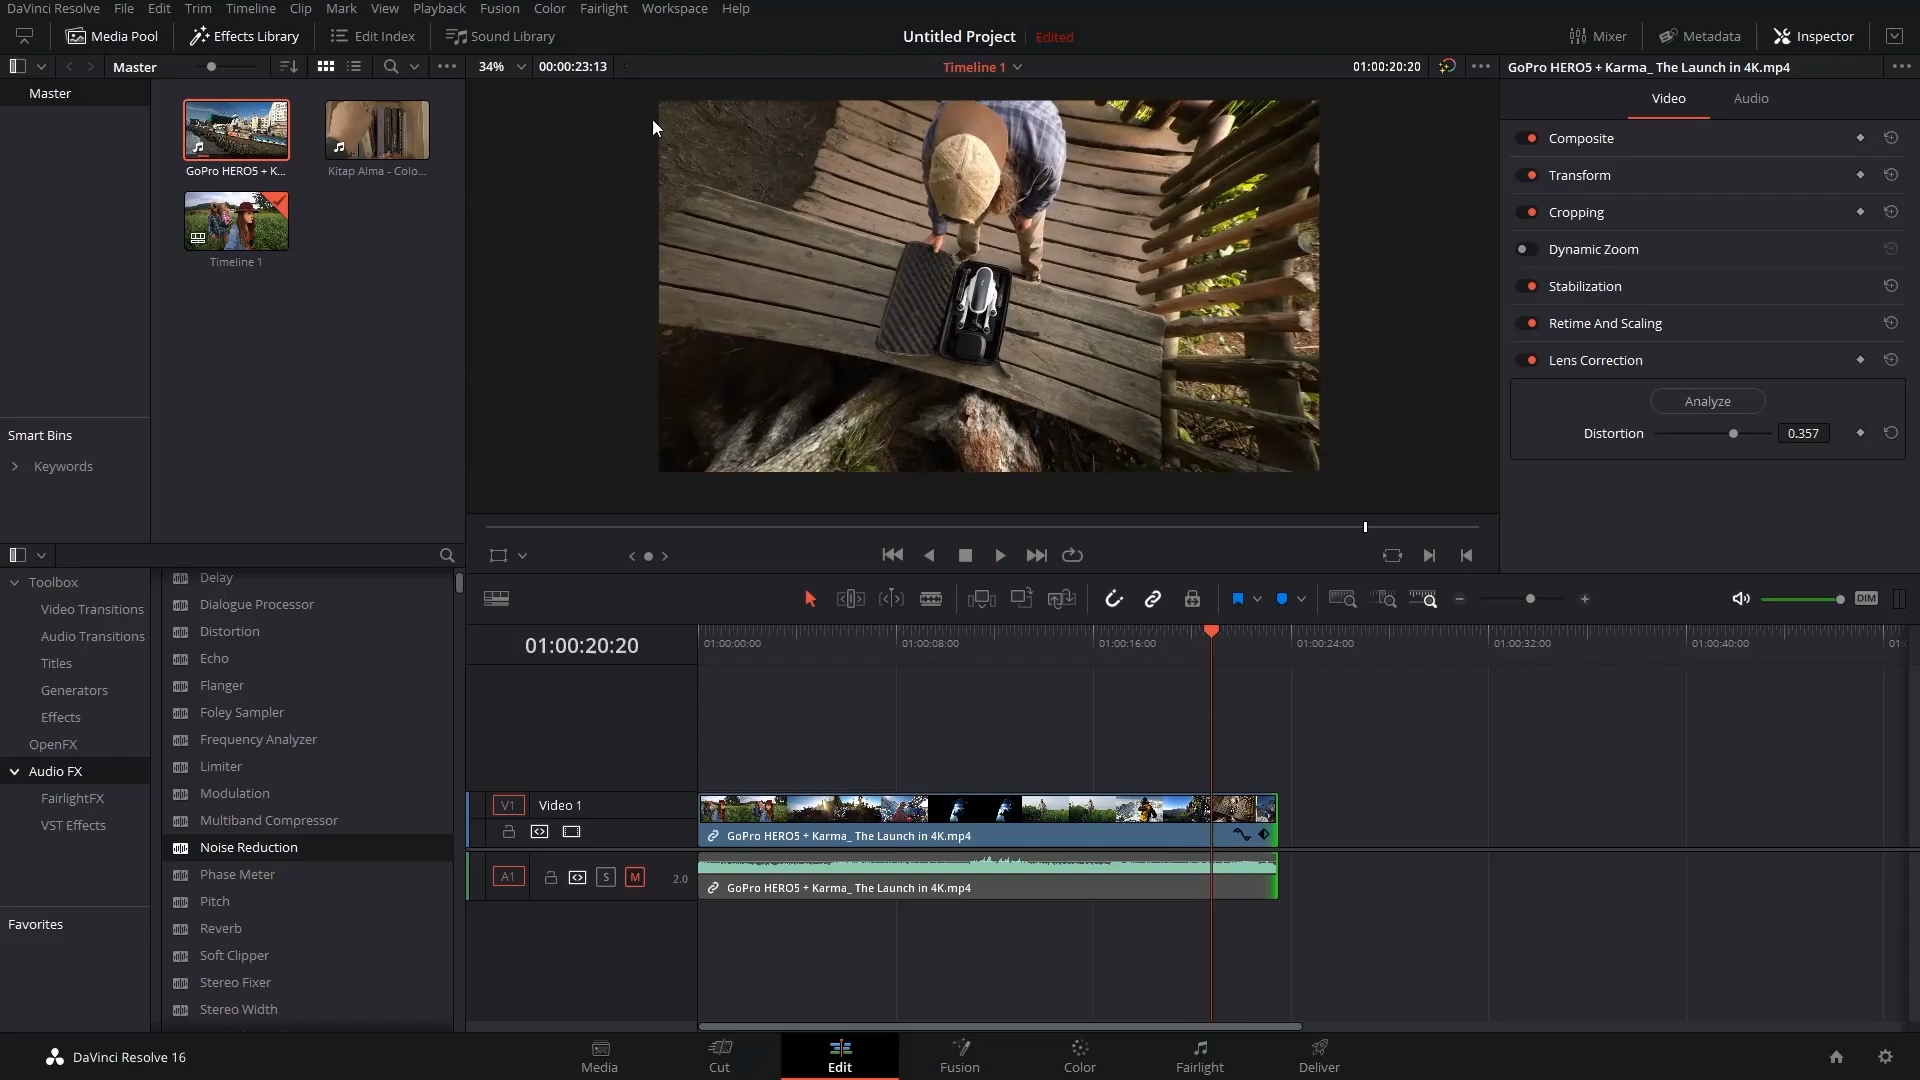 DaVinci Resolve File Edit Trim Timeline Clip Mark View Playback Fusion Color Fairlight Workspace Help
Media Pool Effects Library Edit Index Sound Library Untitled Project Edited Mixer Metadata Inspector
Master 34% 00:00:23:13 Timeline 1 01:00:20:20 GoPro HERO5 + Karma_ The Launch in 4K.mp4
Master
Video Audio
GoPro HERO5 + K... Kitap Alma - Colo...
Timeline 1
Composite
Transform
Cropping
Dynamic Zoom
Stabilization
Retime And Scaling
Lens Correction
Analyze
Distortion 0.357
Smart Bins
Keywords
Toolbox
Video Transitions
Audio Transitions
Titles
Generators
Effects
OpenFX
Audio FX
FairlightFX
VST Effects
Favorites
Delay
Dialogue Processor
Distortion
Echo
Flanger
Foley Sampler
Frequency Analyzer
Limiter
Modulation
Multiband Compressor
Noise Reduction
Phase Meter
Pitch
Reverb
Soft Clipper
Stereo Fixer
Stereo Width
DIM
01:00:20:20
01:00:00:00 01:00:08:00 01:00:16:00 01:00:24:00 01:00:32:00 01:00:40:00
V1 Video 1
GoPro HERO5 + Karma_ The Launch in 4K.mp4
A1 S M 2.0
GoPro HERO5 + Karma_ The Launch in 4K.mp4
DaVinci Resolve 16
Media Cut Edit Fusion Color Fairlight Deliver